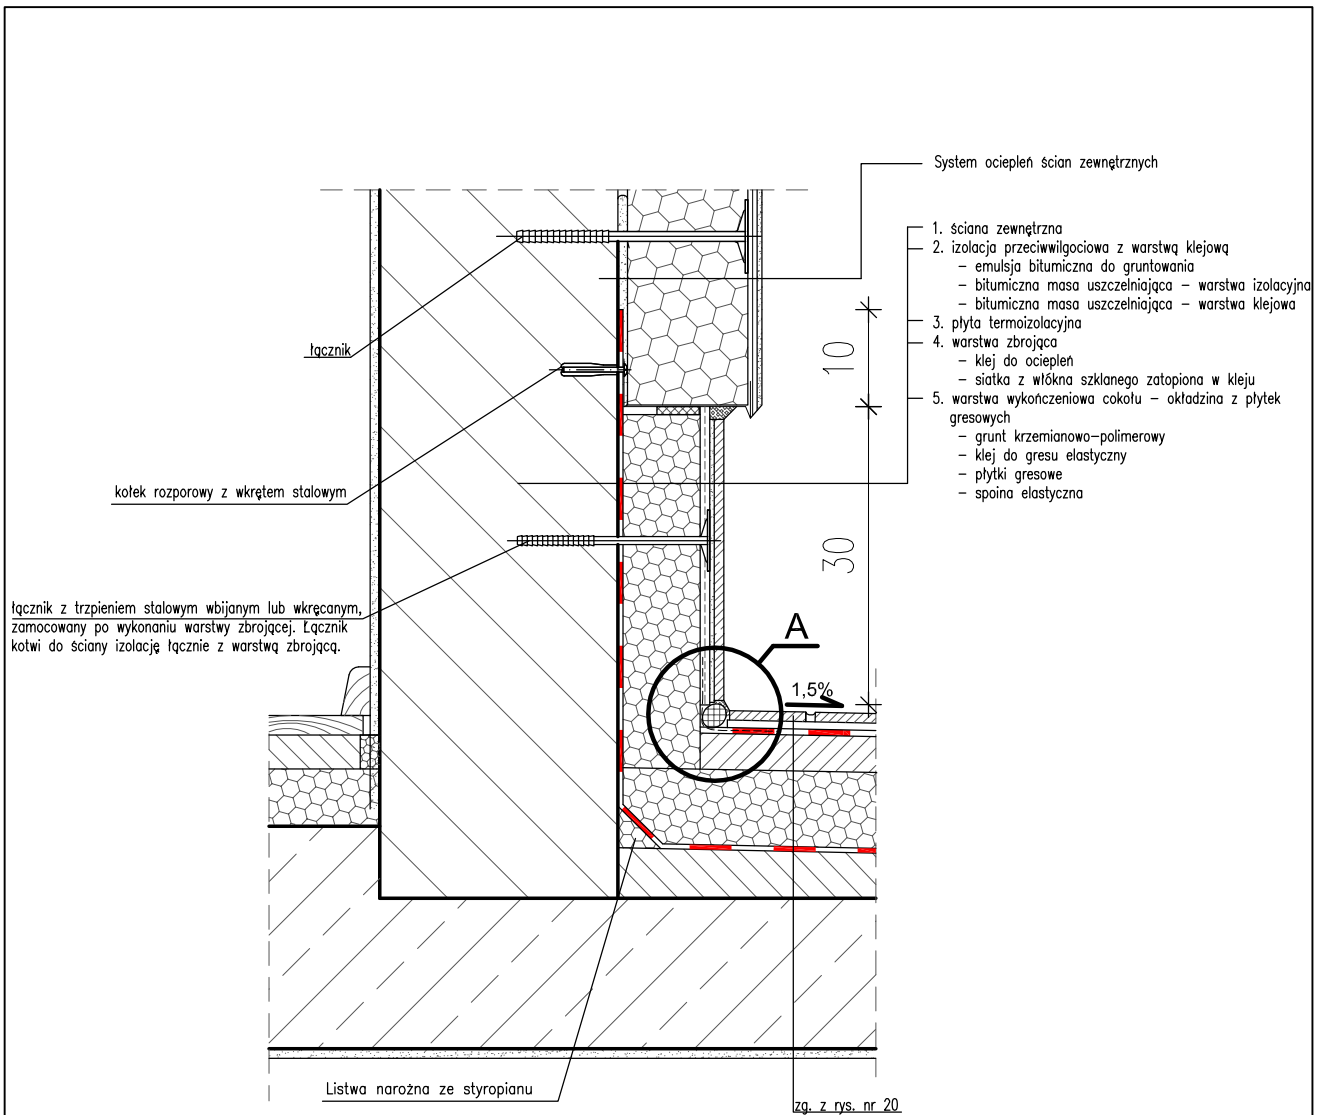 System ociepleń ścian zewnętrznych
1. ściana zewnętrzna
2. izolacja przeciwwilgociowa z warstwą klejową
– emulsja bitumiczna do gruntowania
– bitumiczna masa uszczelniająca – warstwa izolacyjna
– bitumiczna masa uszczelniająca – warstwa klejowa
3. płyta termoizolacyjna
4. warstwa zbrojąca
– klej do ociepleń
– siatka z włókna szklanego zatopiona w kleju
5. warstwa wykończeniowa cokołu – okładzina z płytek
gresowych
– grunt krzemianowo-polimerowy
– klej do gresu elastyczny
– płytki gresowe
– spoina elastyczna
łącznik
10
kołek rozporowy z wkrętem stalowym
30
łącznik z trzpieniem stalowym wbijanym lub wkręcanym,
zamocowany po wykonaniu warstwy zbrojącej. Łącznik
kotwi do ściany izolację łącznie z warstwą zbrojącą.
A
1,5%
Listwa narożna ze styropianu
zg. z rys. nr 20